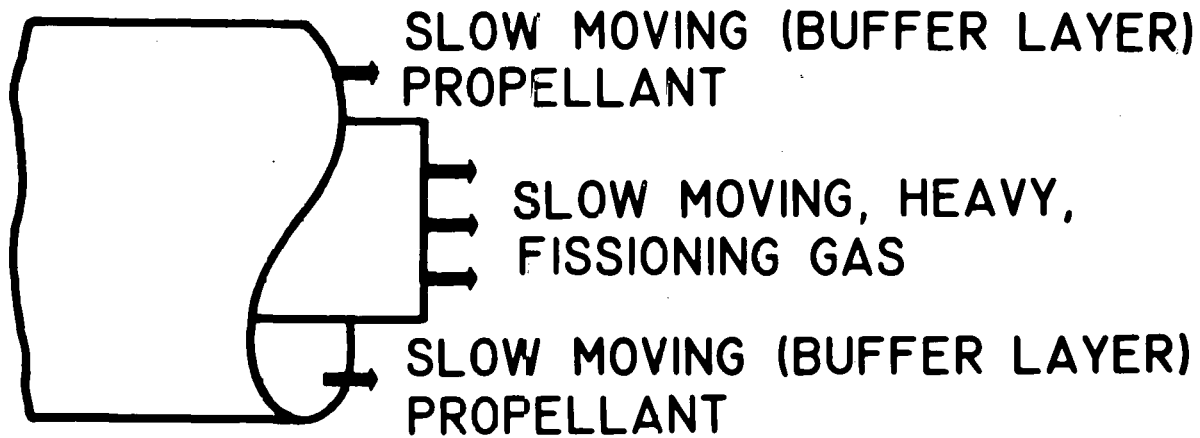 SLOW MOVING (BUFFER LAYER)
PROPELLANT
SLOW MOVING, HEAVY,
FISSIONING GAS
SLOW MOVING (BUFFER LAYER)
PROPELLANT